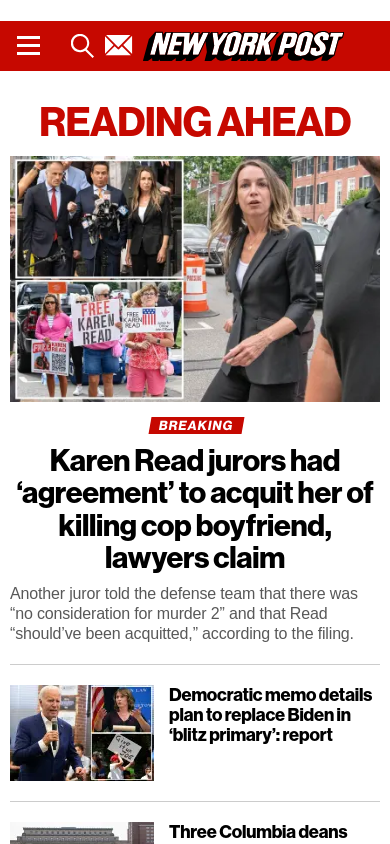 NEW YORK POST
READING AHEAD
FREE
KAREN
READ
FREE
KAREN
READ
BREAKING
Karen Read jurors had
‘agreement’ to acquit her of
killing cop boyfriend,
lawyers claim
Another juror told the defense team that there was
“no consideration for murder 2” and that Read
“should’ve been acquitted,” according to the filing.
Democratic memo details
plan to replace Biden in
‘blitz primary’: report
Three Columbia deans